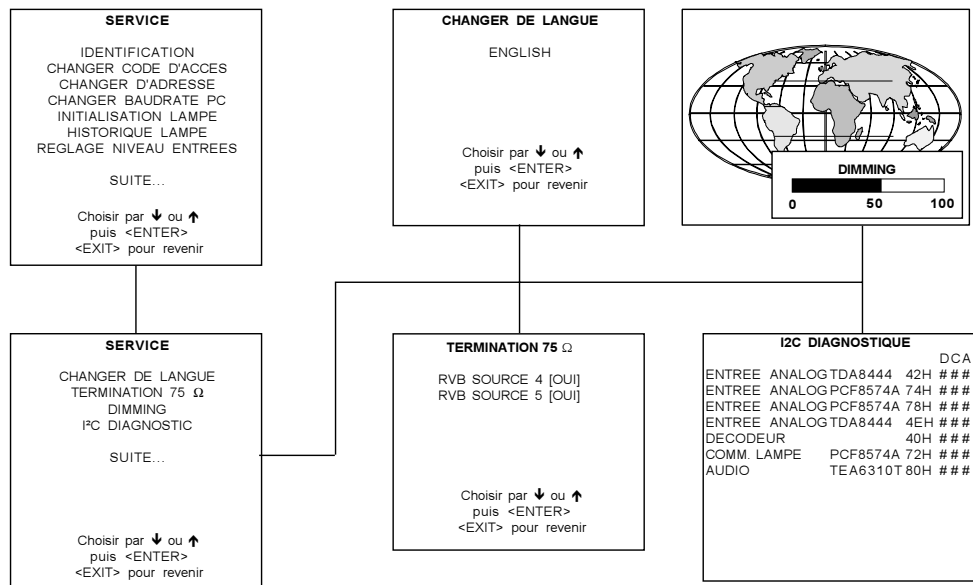 SERVICE
IDENTIFICATION
CHANGER CODE D'ACCES
CHANGER D'ADRESSE
CHANGER BAUDRATE PC
INITIALISATION LAMPE
HISTORIQUE LAMPE
REGLAGE NIVEAU ENTREES
SUITE...
Choisir par 🡻 ou 🡹
puis <ENTER>
<EXIT> pour revenir
CHANGER DE LANGUE
ENGLISH
Choisir par 🡻 ou 🡹
puis <ENTER>
<EXIT> pour revenir
DIMMING
0 50 100
SERVICE
CHANGER DE LANGUE
TERMINATION 75 Ω
DIMMING
I²C DIAGNOSTIC
SUITE...
Choisir par 🡻 ou 🡹
puis <ENTER>
<EXIT> pour revenir
TERMINATION 75 Ω
RVB SOURCE 4 [OUI]
RVB SOURCE 5 [OUI]
Choisir par 🡻 ou 🡹
puis <ENTER>
<EXIT> pour revenir
I2C DIAGNOSTIQUE
D C A
ENTREE ANALOG TDA8444 42H # # #
ENTREE ANALOG PCF8574A 74H # # #
ENTREE ANALOG PCF8574A 78H # # #
ENTREE ANALOG TDA8444 4EH # # #
DECODEUR 40H # # #
COMM. LAMPE PCF8574A 72H # # #
AUDIO TEA6310T 80H # # #